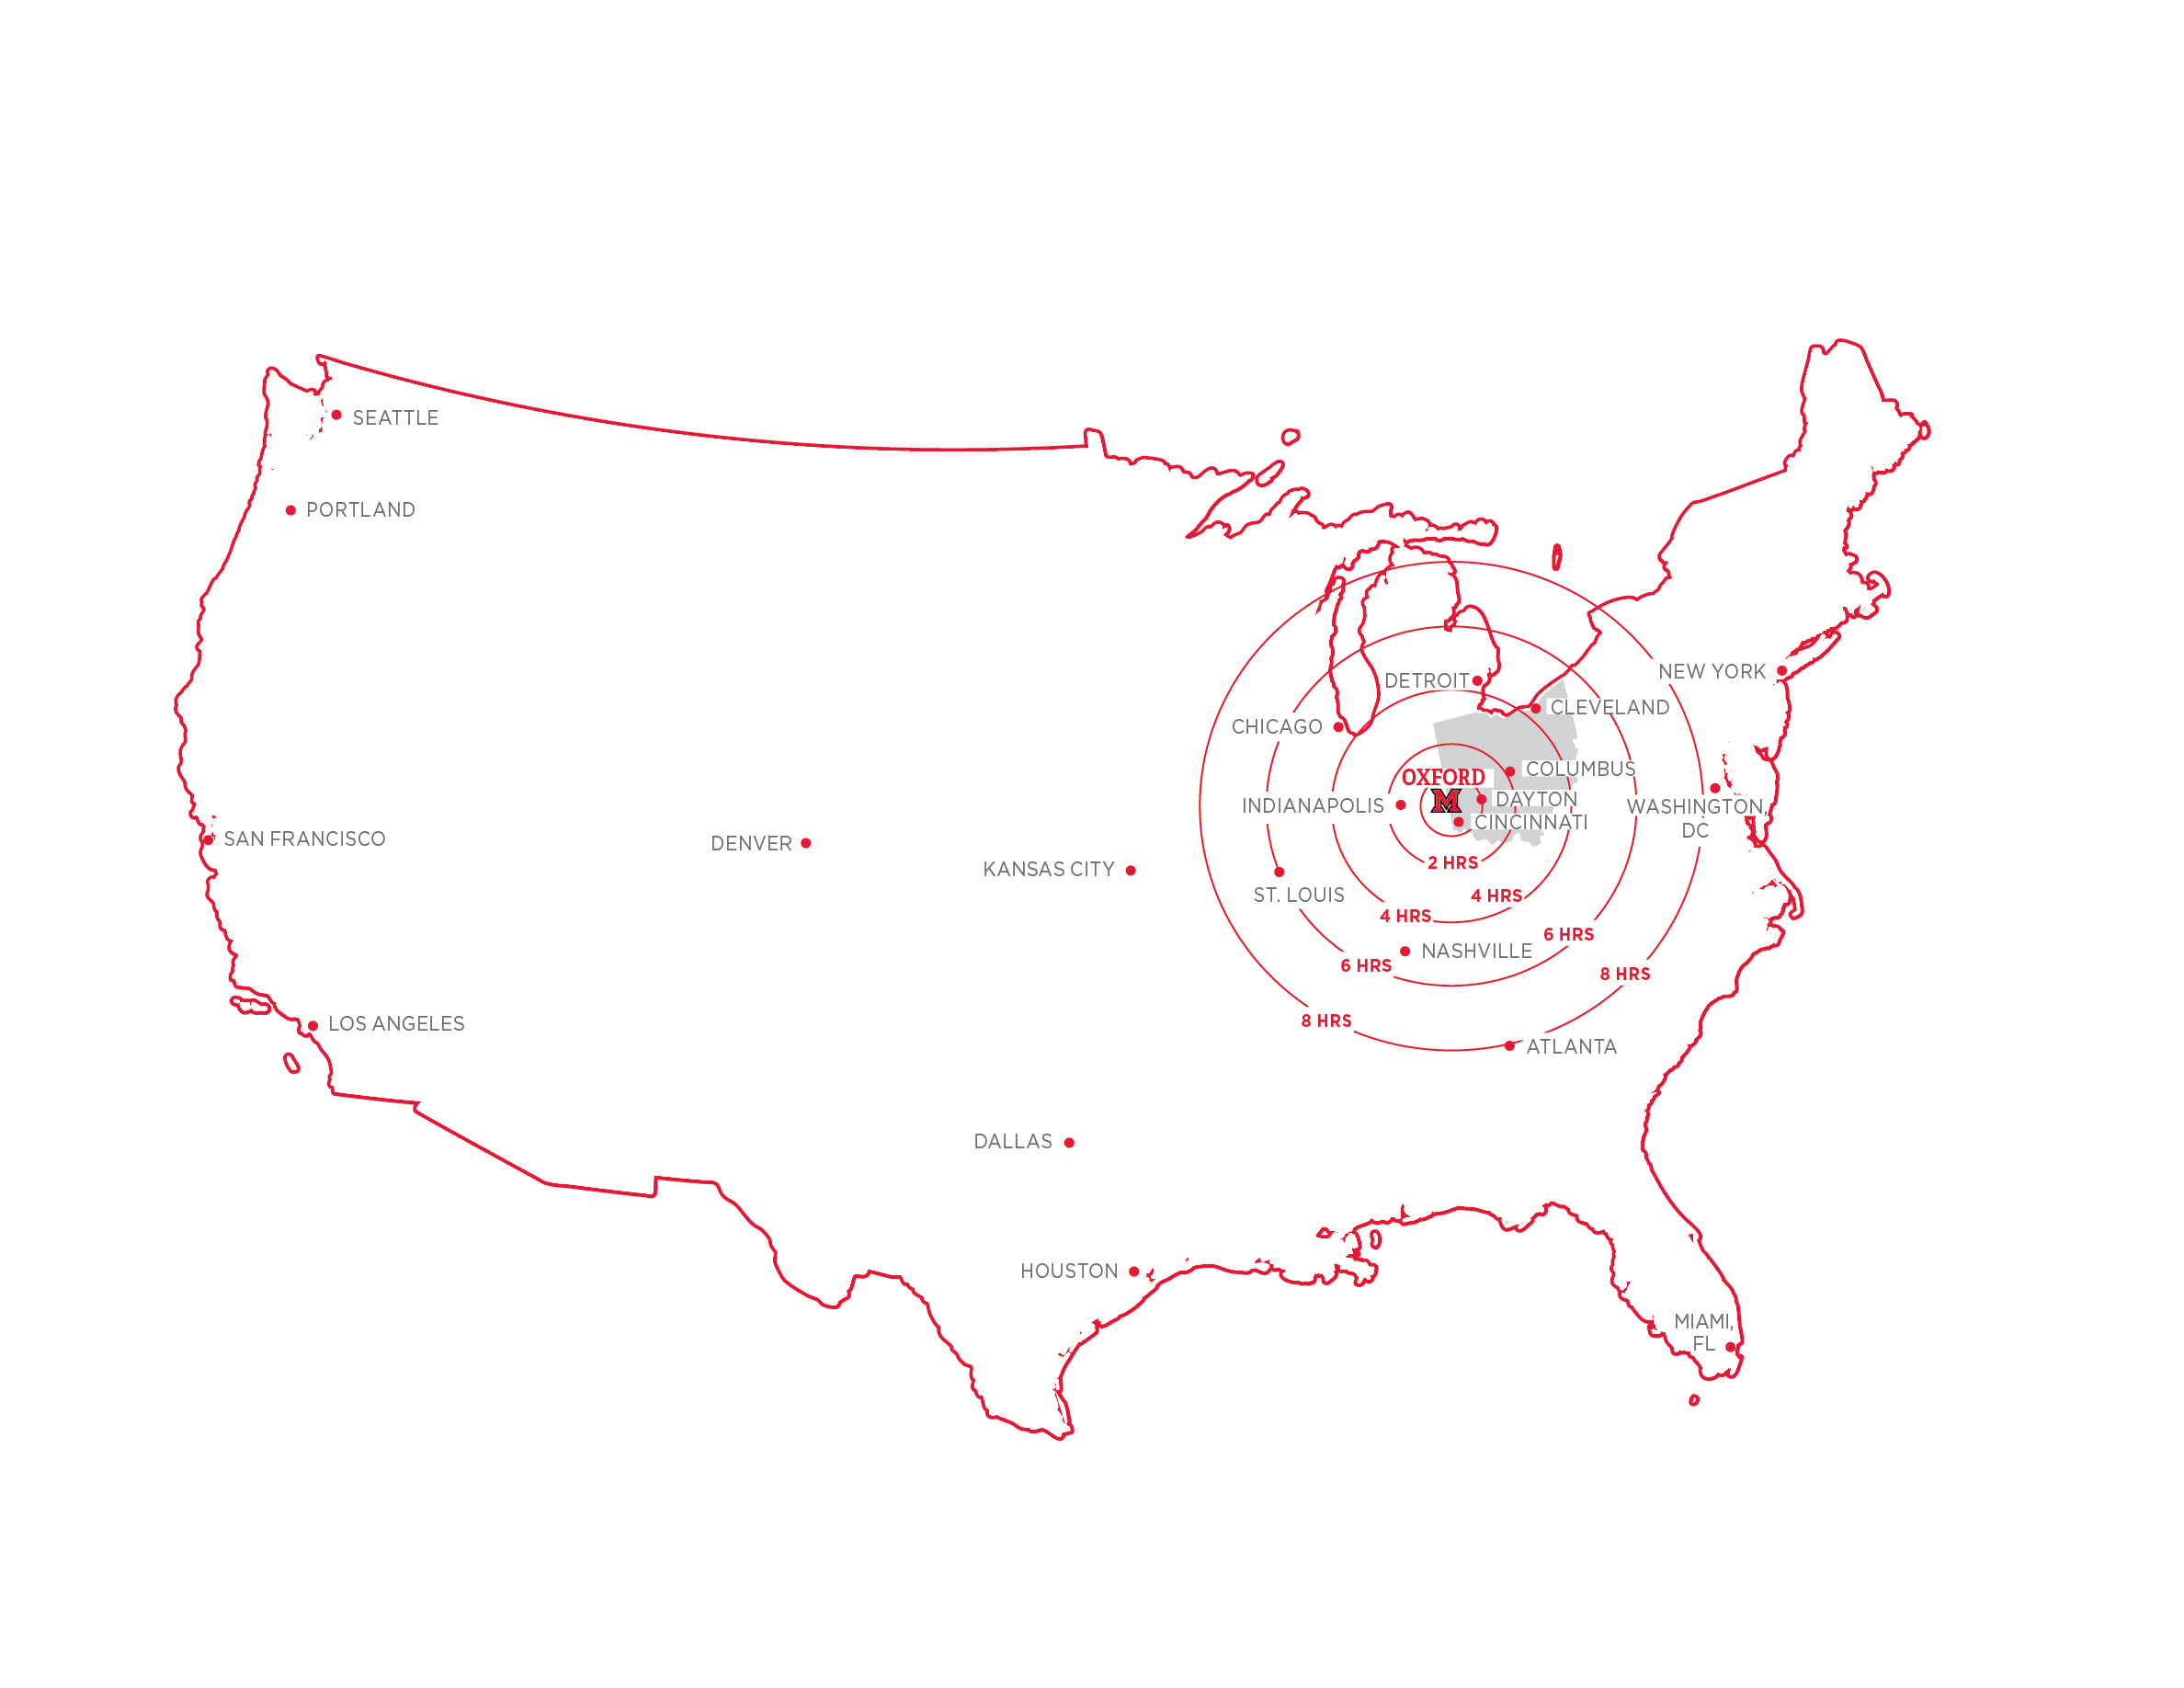 SEATTLE
PORTLAND
NEW YORK
DETROIT
CLEVELAND
CHICAGO
COLUMBUS
OXFORD
M
DAYTON
INDIANAPOLIS
WASHINGTON,
DC
CINCINNATI
SAN FRANCISCO
DENVER
2 HRS
KANSAS CITY
ST. LOUIS
4 HRS
4 HRS
6 HRS
NASHVILLE
6 HRS
8 HRS
8 HRS
LOS ANGELES
ATLANTA
DALLAS
HOUSTON
MIAMI,
FL